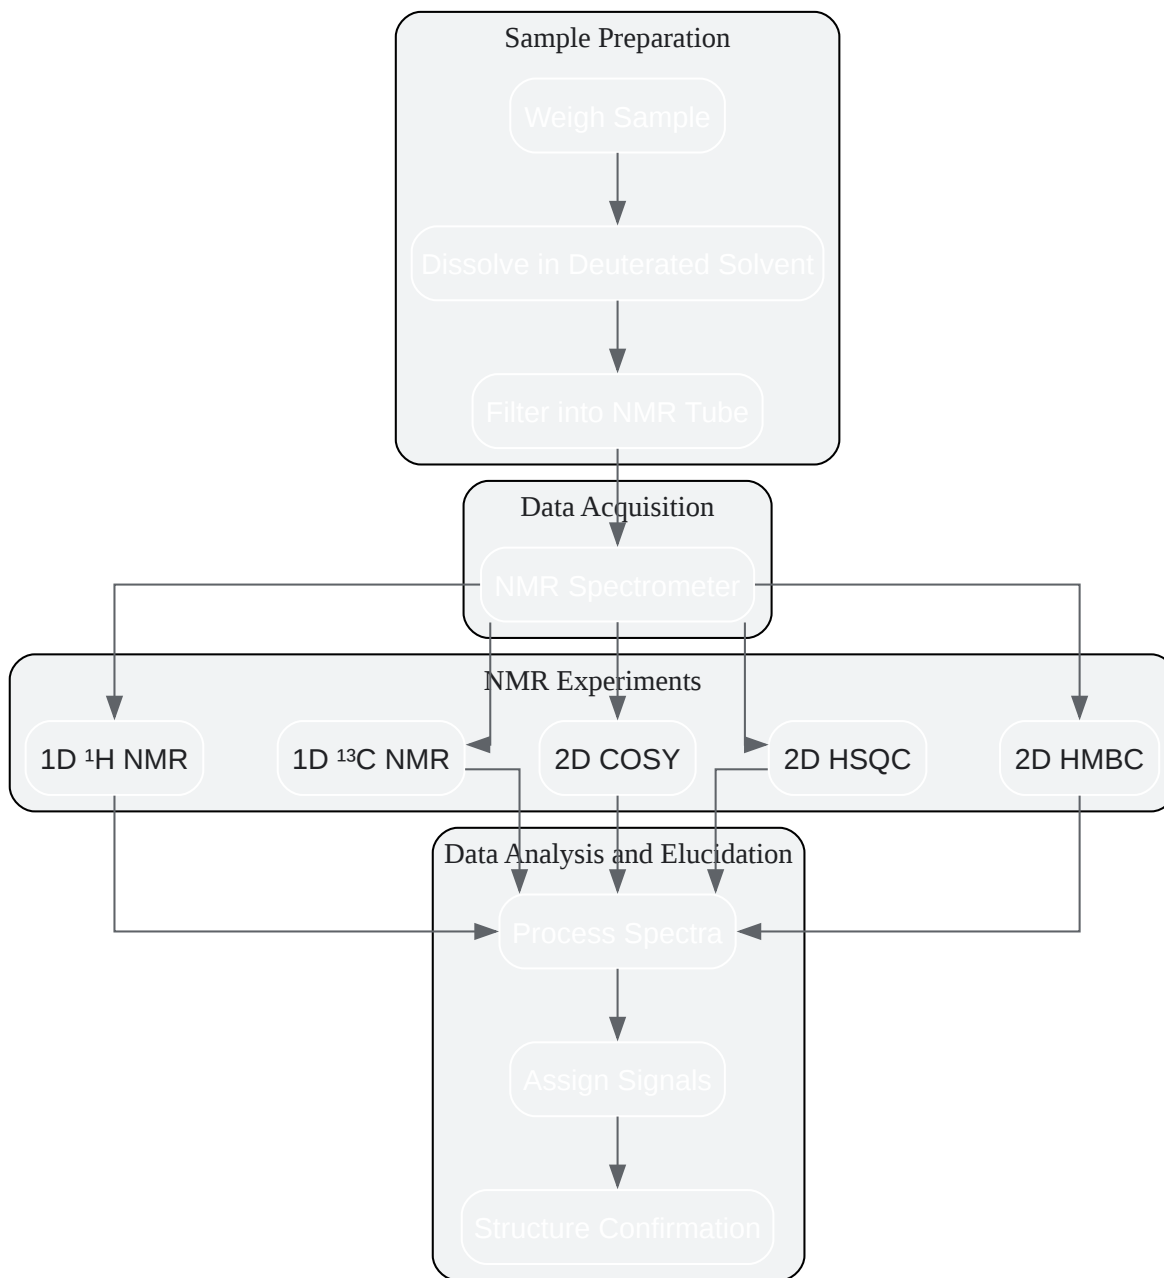 Sample Preparation
Weigh Sample
Dissolve in Deuterated Solvent
Filter into NMR Tube
Data Acquisition
NMR Spectrometer
NMR Experiments
1D ¹H NMR
1D ¹³C NMR
2D COSY
2D HSQC
2D HMBC
Data Analysis and Elucidation
Process Spectra
Assign Signals
Structure Confirmation